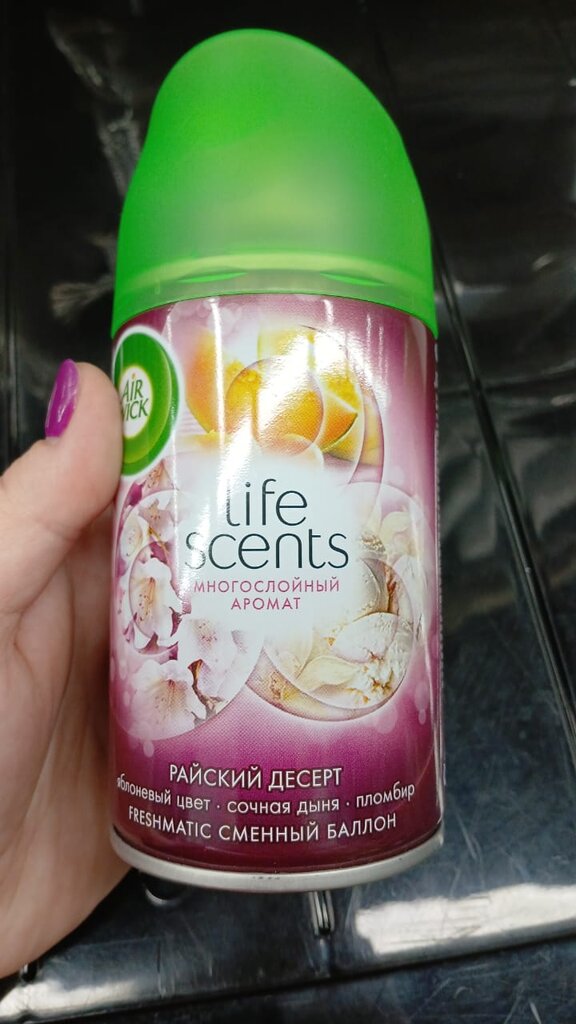 AIR
WICK
life
scents
МНОГОСЛОЙНЫЙ
АРОМАТ
РАЙСКИЙ ДЕСЕРТ
яблоневый цвет · сочная дыня · пломбир
FRESHMATIC СМЕННЫЙ БАЛЛОН